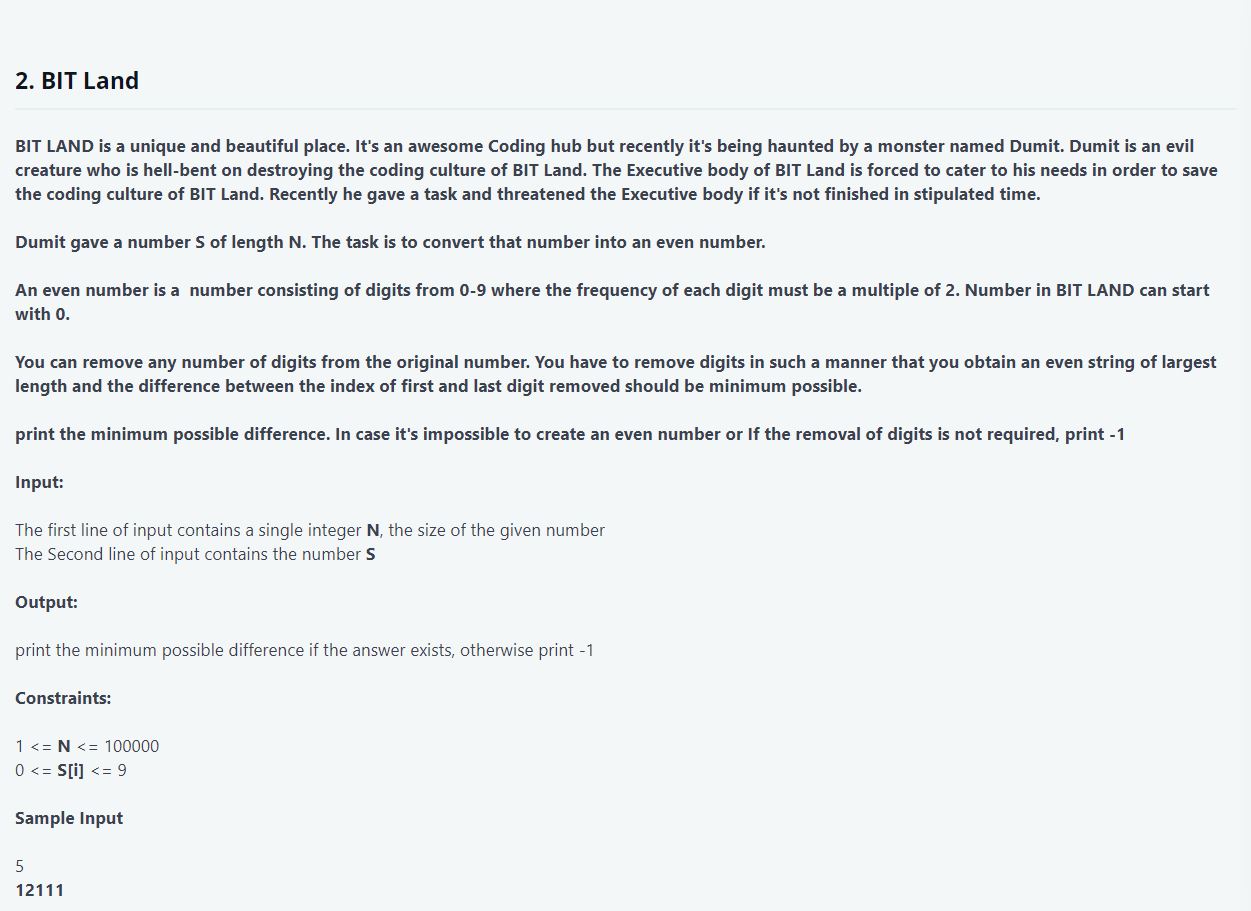 2. BIT Land
BIT LAND is a unique and beautiful place. It's an awesome Coding hub but recently it's being haunted by a monster named Dumit. Dumit is an evil
creature who is hell-bent on destroying the coding culture of BIT Land. The Executive body of BIT Land is forced to cater to his needs in order to save
the coding culture of BIT Land. Recently he gave a task and threatened the Executive body if it's not finished in stipulated time.
Dumit gave a number S of length N. The task is to convert that number into an even number.
An even number is a  number consisting of digits from 0-9 where the frequency of each digit must be a multiple of 2. Number in BIT LAND can start
with 0.
You can remove any number of digits from the original number. You have to remove digits in such a manner that you obtain an even string of largest
length and the difference between the index of first and last digit removed should be minimum possible.
print the minimum possible difference. In case it's impossible to create an even number or If the removal of digits is not required, print -1
Input:
The first line of input contains a single integer N, the size of the given number
The Second line of input contains the number S
Output:
print the minimum possible difference if the answer exists, otherwise print -1
Constraints:
1 <= N <= 100000
0 <= S[i] <= 9
Sample Input
5
12111